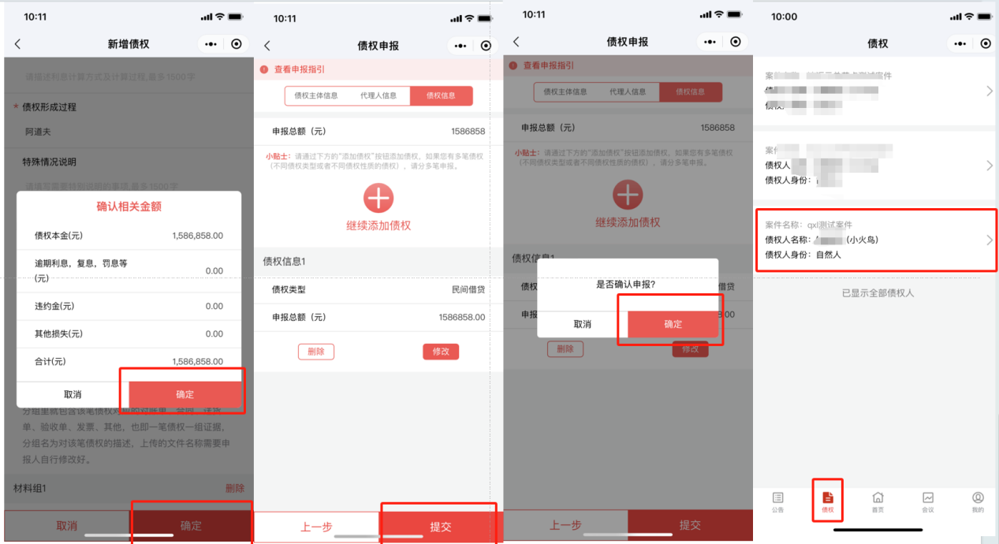 10:11
新增债权
请描述利息计算方式及计算过程,最多1500字
* 债权形成过程
阿道夫
特殊情况说明
请填写需要特别说明的事项,最多1500字
确认相关金额
债权本金(元) 1,586,858.00
逾期利息，复息，罚息等
(元) 0.00
违约金(元) 0.00
其他损失(元) 0.00
合计(元) 1,586,858.00
取消 确定
分组里就包含该笔债权对应的对账单、合同、送货
单、验收单、发票、其他，也即一笔债权一组证据，
分组名为对该笔债权的描述，上传的文件名称需要申
报人自行修改好。
材料组1 删除
取消 确定
10:11
债权申报
查看申报指引
债权主体信息 代理人信息 债权信息
申报总额（元） 1586858
小贴士：请通过下方的“添加债权”按钮添加债权，如果您有多笔债权
（不同债权类型或者不同债权性质的债权），请分多笔申报。
继续添加债权
债权信息1
债权类型 民间借贷
申报总额（元） 1586858.00
删除 修改
上一步 提交
10:11
债权申报
查看申报指引
债权主体信息 代理人信息 债权信息
申报总额（元） 1586858
小贴士：请通过下方的“添加债权”按钮添加债权，如果您有多笔债权
（不同债权类型或者不同债权性质的债权），请分多笔申报。
继续添加债权
债权信息1
是否确认申报?
债权 借贷
申报 8.00
取消 确定
删除 修改
上一步 提交
10:00
债权
测试案件
债权人
债权人身份：
案件名称：qxl测试案件
债权人名称： (小火鸟)
债权人身份：自然人
已显示全部债权人
公告 债权 首页 会议 我的